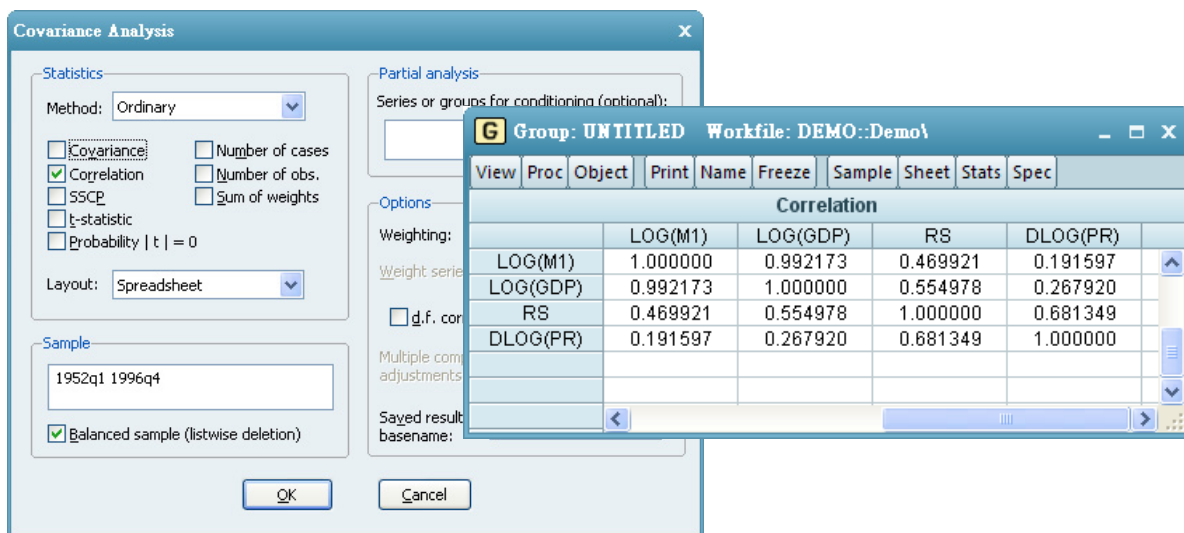 Covariance Analysis
Statistics
Method: Ordinary
Covariance Number of cases
Correlation Number of obs.
SSCP Sum of weights
t-statistic
Probability | t | = 0
Layout: Spreadsheet
Sample
1952q1 1996q4
Balanced sample (listwise deletion)
Partial analysis
Series or groups for conditioning (optional):
Options
Weighting:
Weight serie
d.f. cor
Multiple comp
adjustments
Saved result
basename:
OK Cancel
G Group: UNTITLED Workfile: DEMO::Demo\
View Proc Object Print Name Freeze Sample Sheet Stats Spec
Correlation
LOG(M1) LOG(GDP) RS DLOG(PR)
LOG(M1) 1.000000 0.992173 0.469921 0.191597
LOG(GDP) 0.992173 1.000000 0.554978 0.267920
RS 0.469921 0.554978 1.000000 0.681349
DLOG(PR) 0.191597 0.267920 0.681349 1.000000